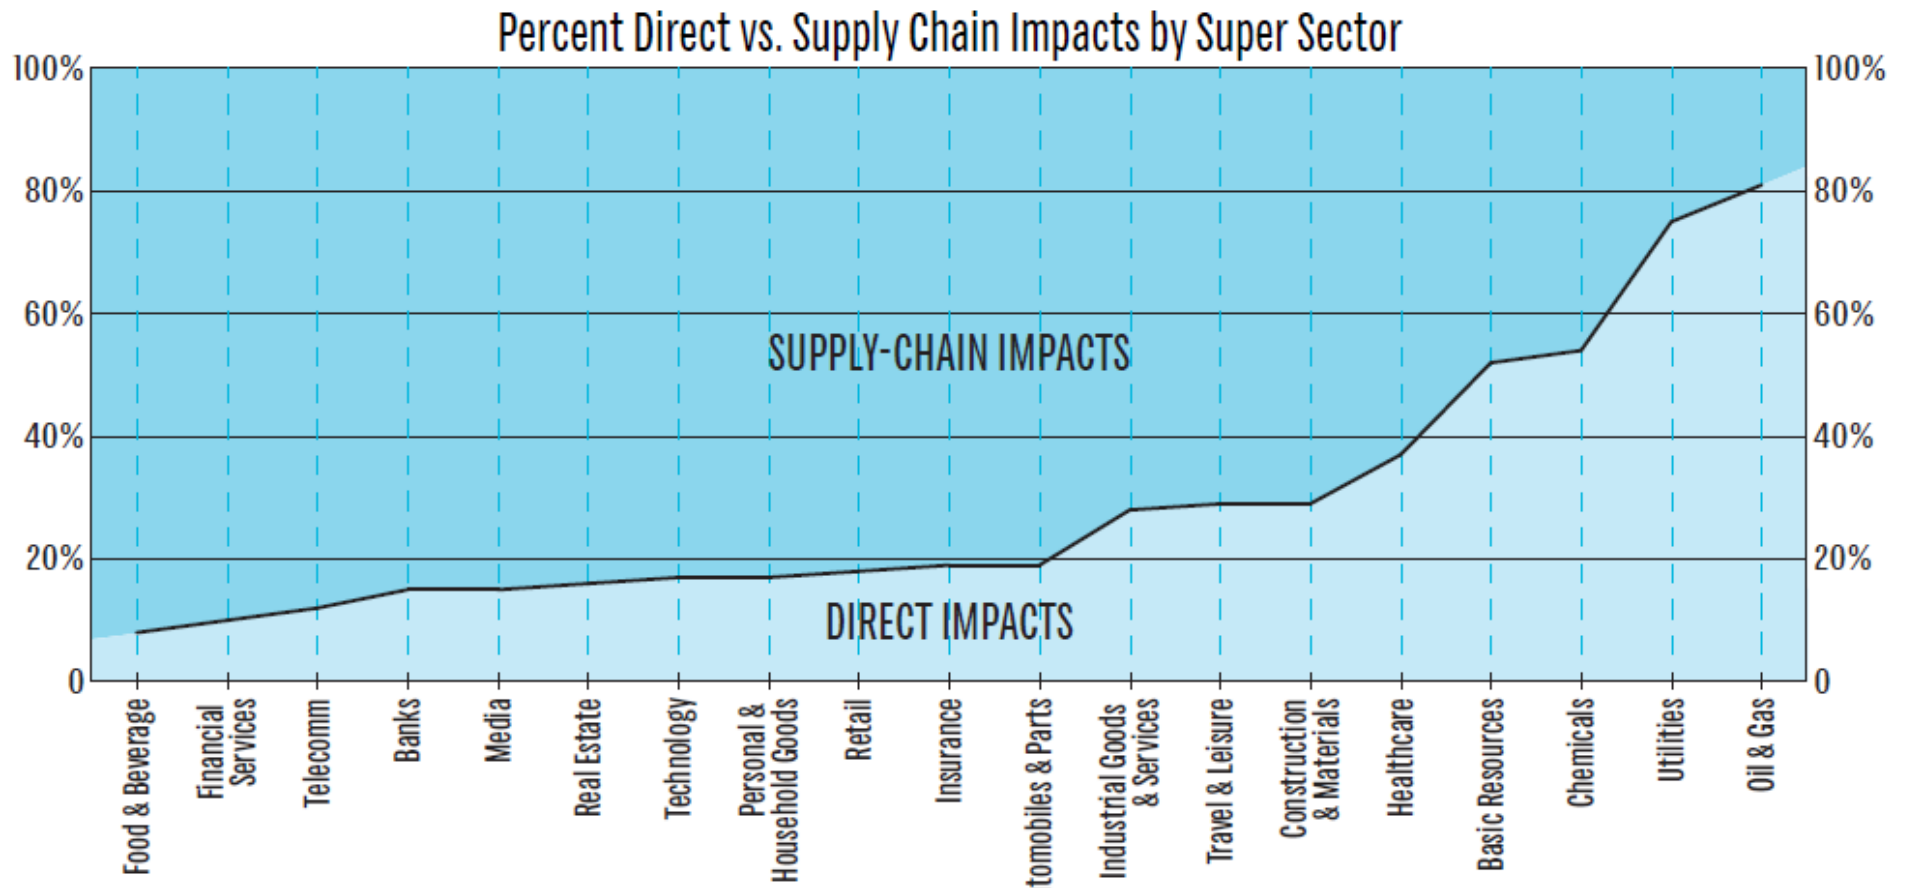 Percent Direct vs. Supply Chain Impacts by Super Sector
100%
100%
80%
80%
60%
60%
SUPPLY-CHAIN IMPACTS
40%
40%
20%
20%
DIRECT IMPACTS
0
0
Food & Beverage
Financial
Services
Telecomm
Banks
Media
Real Estate
Technology
Personal &
Household Goods
Retail
Insurance
tomobiles & Parts
Industrial Goods
& Services
Travel & Leisure
Construction
& Materials
Healthcare
Basic Resources
Chemicals
Utilities
Oil & Gas